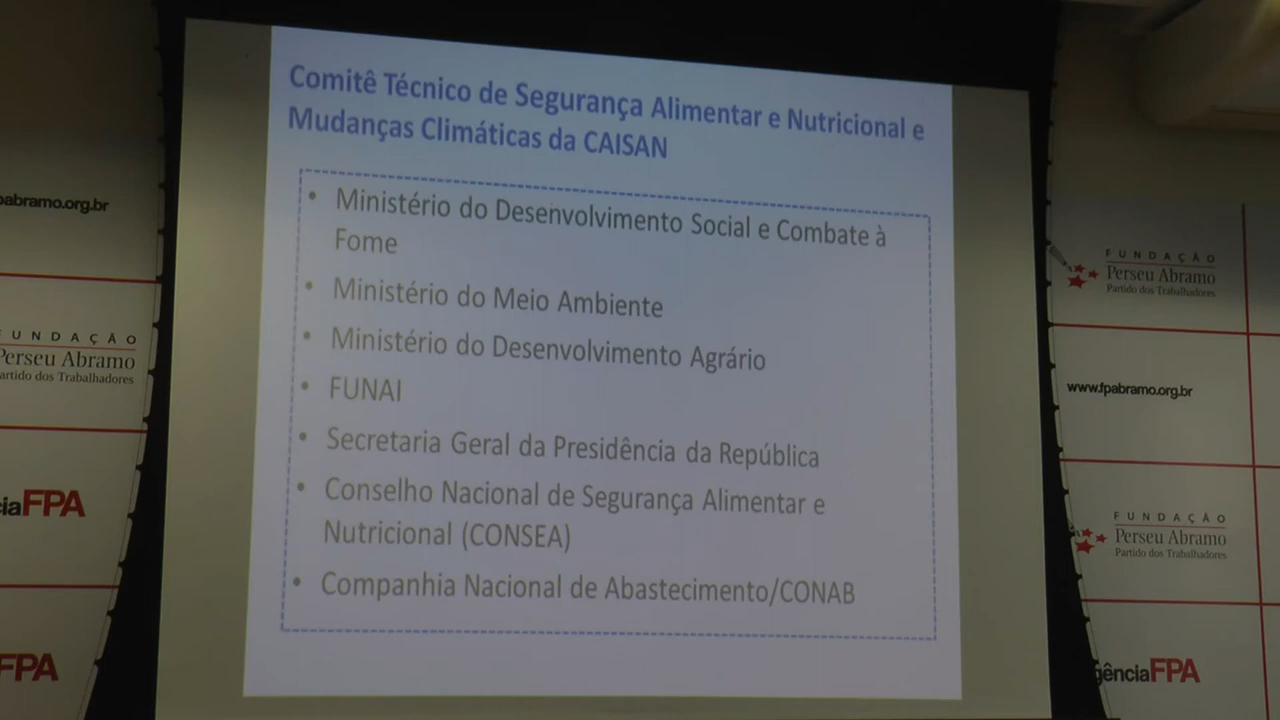 Comitê Técnico de Segurança Alimentar e Nutricional e
Mudanças Climáticas da CAISAN
• Ministério do Desenvolvimento Social e Combate à
Fome
• Ministério do Meio Ambiente
• Ministério do Desenvolvimento Agrário
• FUNAI
• Secretaria Geral da Presidência da República
• Conselho Nacional de Segurança Alimentar e
Nutricional (CONSEA)
• Companhia Nacional de Abastecimento/CONAB
pabramo.org.br
UNDAÇÃO
Perseu Abramo
artido dos Trabalhadores
ciaFPA
FPA
FUNDAÇÃO
Perseu Abramo
Partido dos Trabalhadores
www.fpabramo.org.br
FUNDAÇÃO
Perseu Abramo
Partido dos Trabalhadores
gênciaFPA